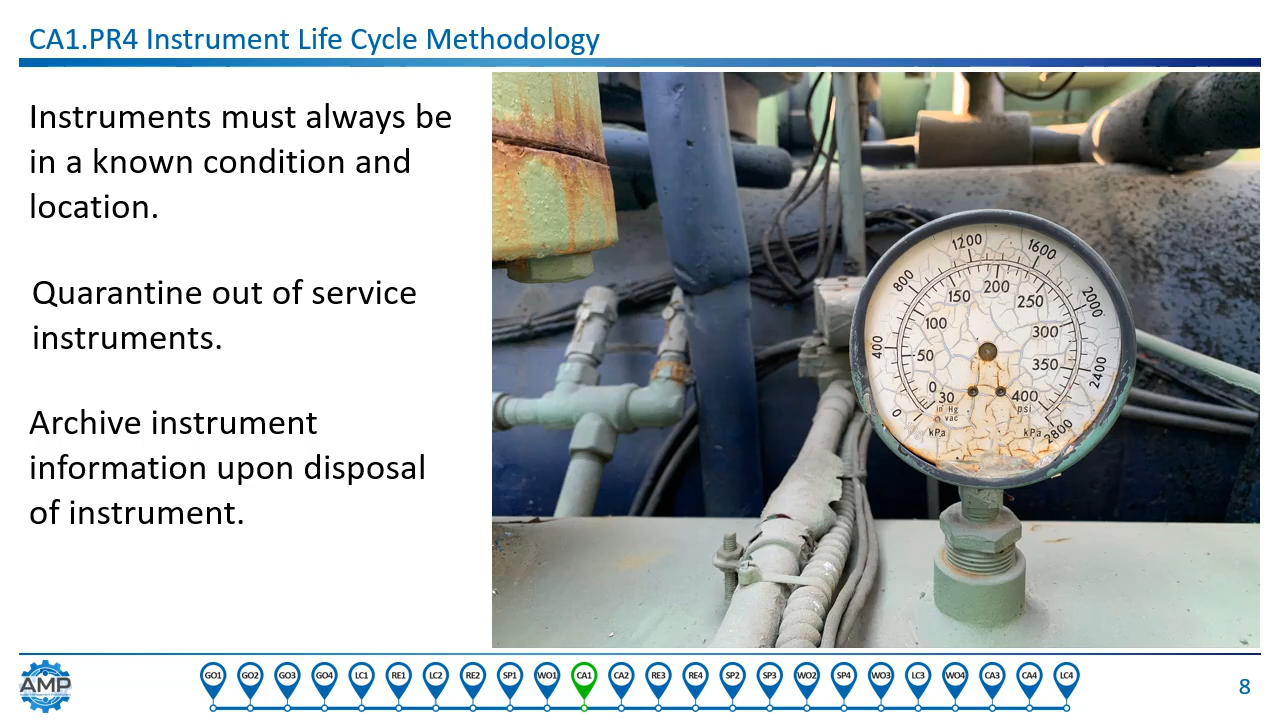 CA1.PR4 Instrument Life Cycle Methodology
Instruments must always be
in a known condition and
location.
Quarantine out of service
instruments.
Archive instrument
information upon disposal
of instrument.
1200
1600
800
2000
200
150
250
100
300
400
50
350
2400
0
30
400
in Hg
psi
vac
0
kPa
kPa
2800
AMP
GO1 GO2 GO3 GO4 LC1 RE1 LC2 RE2 SP1 WO1 CA1 CA2 RE3 RE4 SP2 SP3 WO2 SP4 WO3 LC3 WO4 CA3 CA4 LC4
8